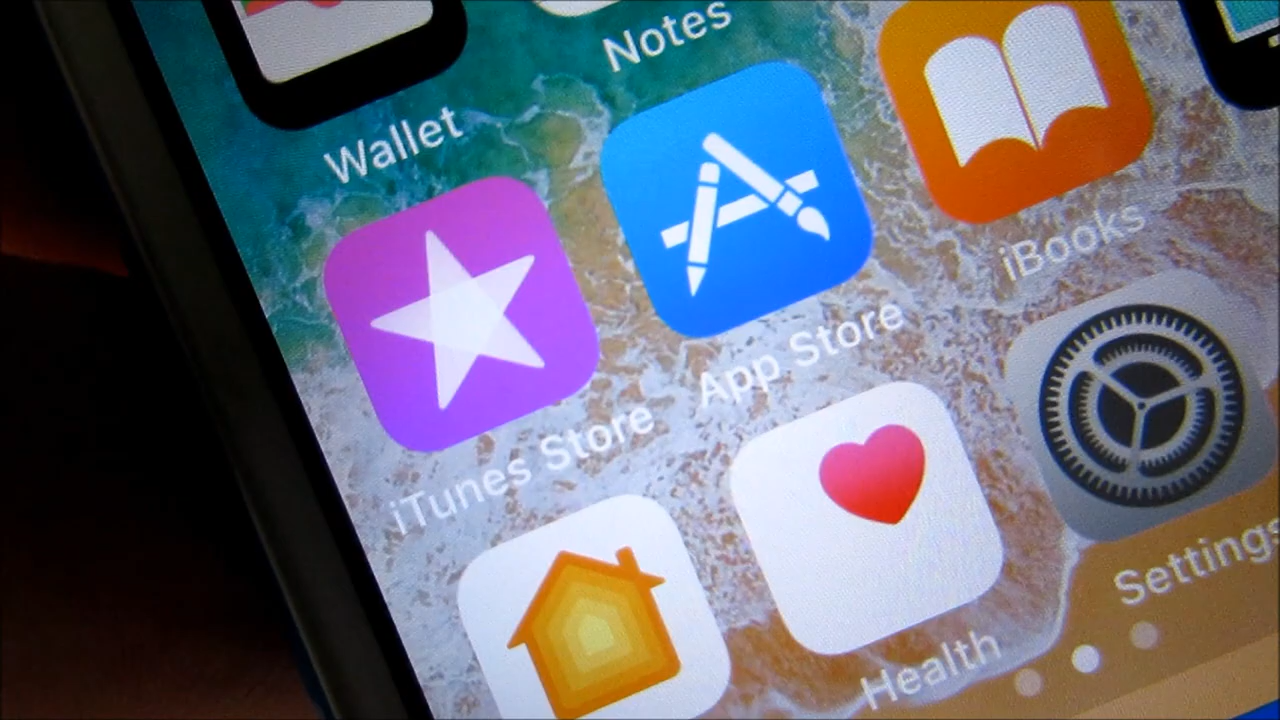 Notes
Wallet
iBooks
App Store
iTunes Store
Settings
Health